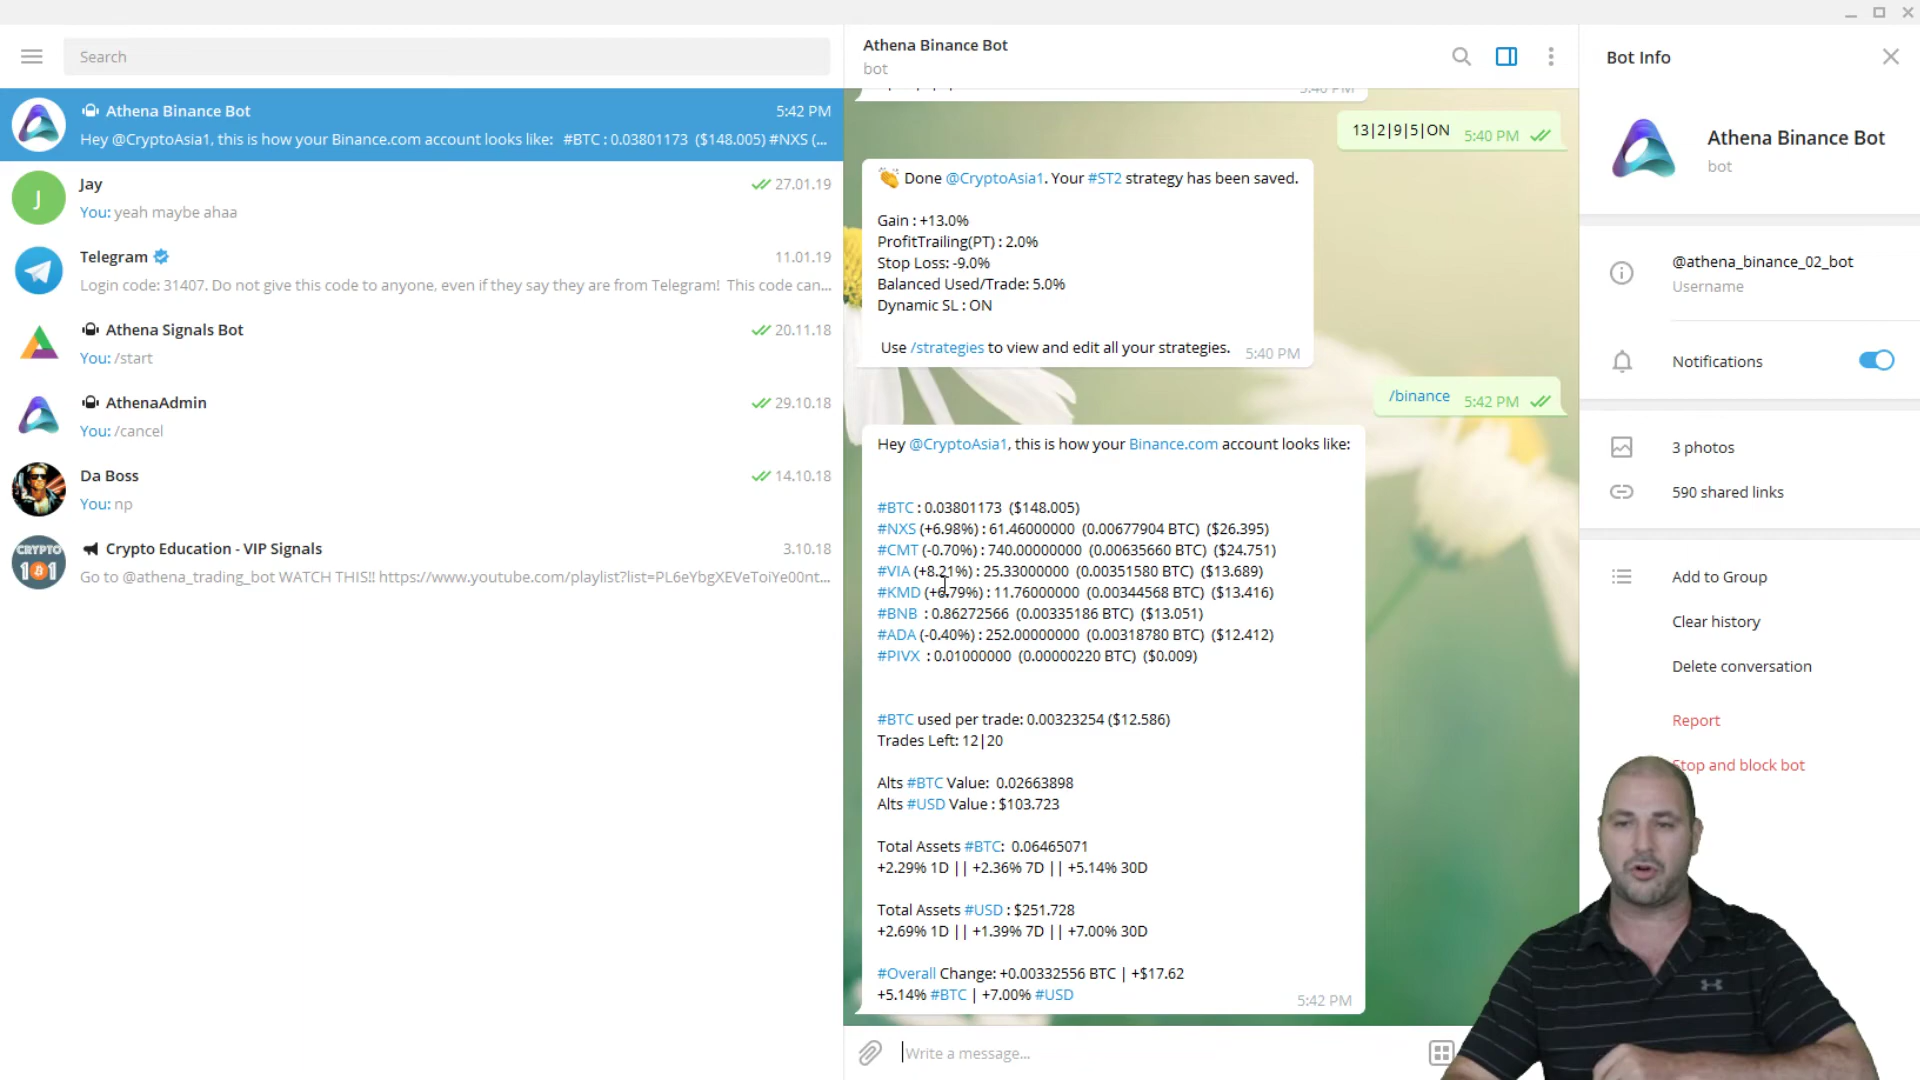 Search
Athena Binance Bot
5:42 PM
Hey @CryptoAsia1, this is how your Binance.com account looks like: #BTC : 0.03801173 ($148.005) #NXS (...
J
Jay
27.01.19
You: yeah maybe ahaa
Telegram
11.01.19
Login code: 31407. Do not give this code to anyone, even if they say they are from Telegram! This code can...
Athena Signals Bot
20.11.18
You: /start
AthenaAdmin
29.10.18
You: /cancel
Da Boss
14.10.18
You: np
CRYPTO
101
Crypto Education - VIP Signals
3.10.18
Go to @athena_trading_bot WATCH THIS!! https://www.youtube.com/playlist?list=PL6eYbgXEVeToiYe00nt...
Athena Binance Bot
bot
5:40 PM
13|2|9|5|ON 5:40 PM
Done @CryptoAsia1. Your #ST2 strategy has been saved.
Gain : +13.0%
ProfitTrailing(PT) : 2.0%
Stop Loss: -9.0%
Balanced Used/Trade: 5.0%
Dynamic SL : ON
Use /strategies to view and edit all your strategies. 5:40 PM
/binance 5:42 PM
Hey @CryptoAsia1, this is how your Binance.com account looks like:
#BTC : 0.03801173 ($148.005)
#NXS (+6.98%) : 61.46000000 (0.00677904 BTC) ($26.395)
#CMT (-0.70%) : 740.00000000 (0.00635660 BTC) ($24.751)
#VIA (+8.21%) : 25.33000000 (0.00351580 BTC) ($13.689)
#KMD (+6.79%) : 11.76000000 (0.00344568 BTC) ($13.416)
#BNB : 0.86272566 (0.00335186 BTC) ($13.051)
#ADA (-0.40%) : 252.00000000 (0.00318780 BTC) ($12.412)
#PIVX : 0.01000000 (0.00000220 BTC) ($0.009)
#BTC used per trade: 0.00323254 ($12.586)
Trades Left: 12|20
Alts #BTC Value: 0.02663898
Alts #USD Value : $103.723
Total Assets #BTC: 0.06465071
+2.29% 1D || +2.36% 7D || +5.14% 30D
Total Assets #USD : $251.728
+2.69% 1D || +1.39% 7D || +7.00% 30D
#Overall Change: +0.00332556 BTC | +$17.62
+5.14% #BTC | +7.00% #USD
5:42 PM
Write a message...
Bot Info
Athena Binance Bot
bot
@athena_binance_02_bot
Username
Notifications
3 photos
590 shared links
Add to Group
Clear history
Delete conversation
Report
Stop and block bot